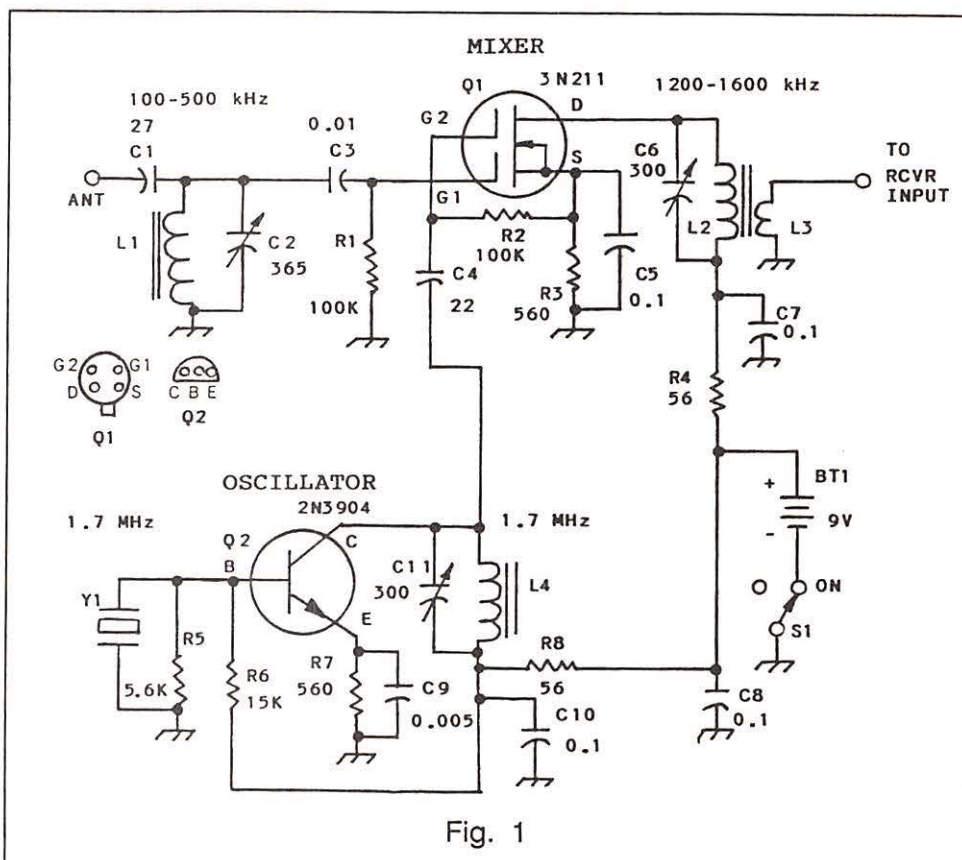 MIXER
3N211
Q1
D
1200-1600 kHz
100-500 kHz
27
0.01
G2
C1
C3
S
C6
300
TO
RCVR
INPUT
ANT
G1
L1
C2
365
R1
100K
R2
100K
C4
22
R3
560
C5
0.1
L2
L3
C7
0.1
G2
G1
D
S
Q1
C B E
Q2
R4
56
OSCILLATOR
2N3904
1.7 MHz
Q2
C
B
1.7 MHz
C11
300
L4
BT1
+
-
9V
O
ON
S1
Y1
E
R5
5.6K
R6
15K
R7
560
C9
0.005
R8
56
C10
0.1
C8
0.1
Fig. 1